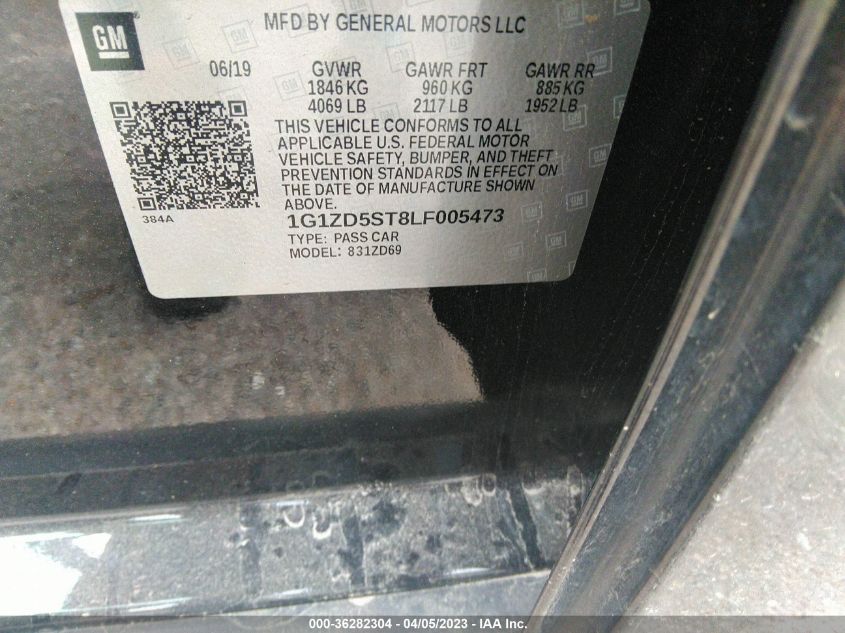 GM
MFD BY GENERAL MOTORS LLC
06/19 GVWR GAWR FRT GAWR RR
1846 KG 960 KG 885 KG
4069 LB 2117 LB 1952 LB
THIS VEHICLE CONFORMS TO ALL
APPLICABLE U.S. FEDERAL MOTOR
VEHICLE SAFETY, BUMPER, AND THEFT
PREVENTION STANDARDS IN EFFECT ON
THE DATE OF MANUFACTURE SHOWN
ABOVE.
384A
1G1ZD5ST8LF005473
TYPE: PASS CAR
MODEL: 831ZD69
000-36282304 - 04/05/2023 - IAA Inc.